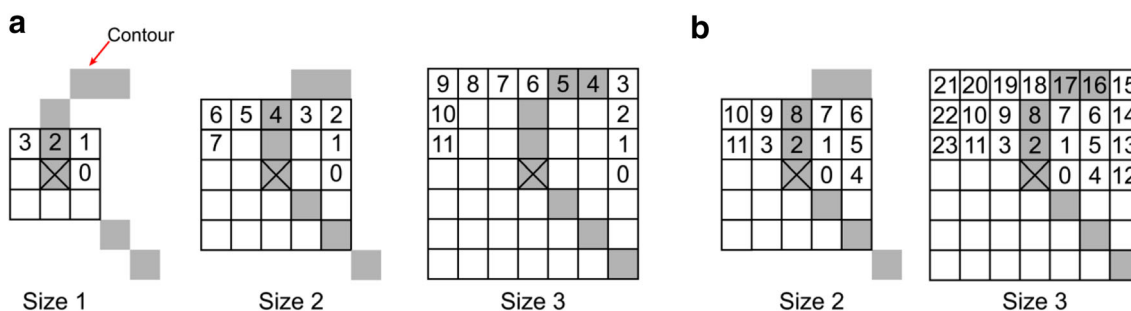 a
b
Contour
3 2 1
0
6 5 4 3 2
7 1
0
9 8 7 6 5 4 3
10 2
11 1
0
10 9 8 7 6
11 3 2 1 5
0 4
21 20 19 18 17 16 15
22 10 9 8 7 6 14
23 11 3 2 1 5 13
0 4 12
Size 1
Size 2
Size 3
Size 2
Size 3